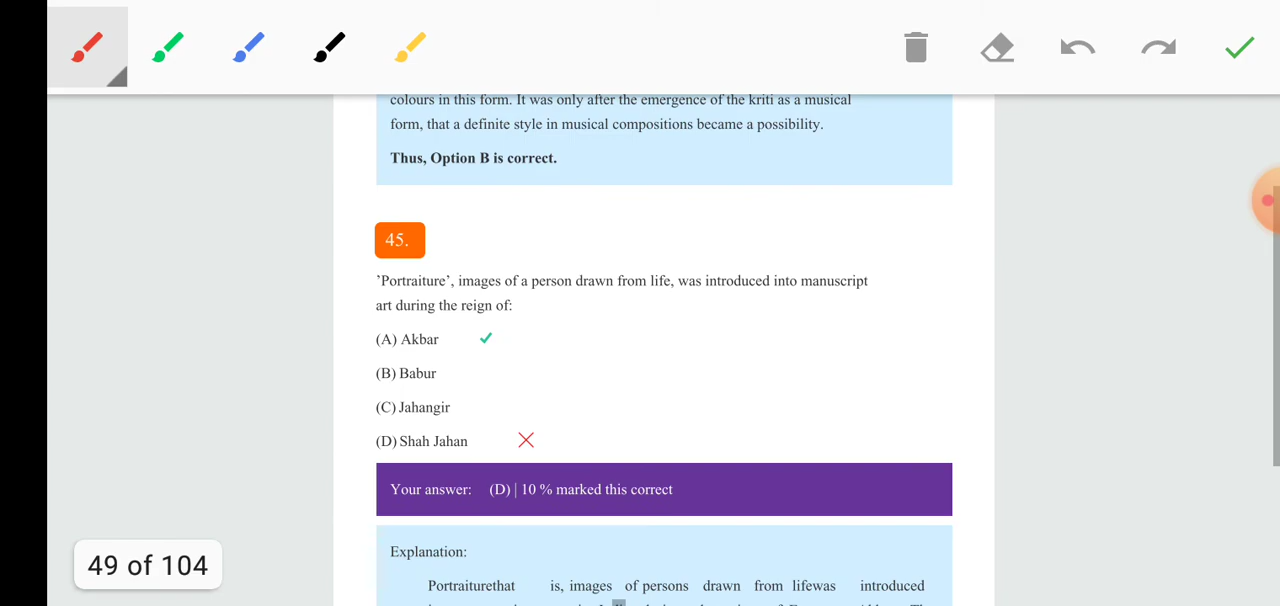 colours in this form. It was only after the emergence of the kriti as a musical
form, that a definite style in musical compositions became a possibility.
Thus, Option B is correct.
45.
’Portraiture’, images of a person drawn from life, was introduced into manuscript
art during the reign of:
(A) Akbar
(B) Babur
(C) Jahangir
(D) Shah Jahan
Your answer: (D) | 10 % marked this correct
49 of 104
Explanation:
Portraiturethat is, images of persons drawn from lifewas introduced